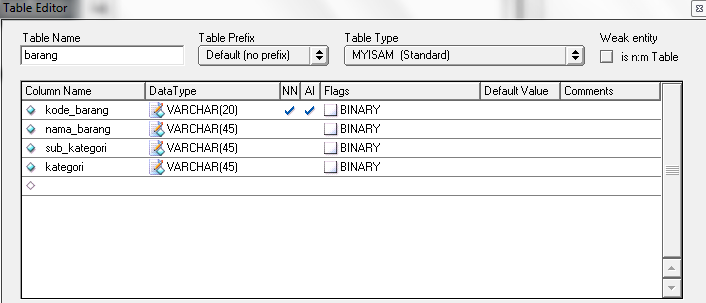 Table Editor
Table Name Table Prefix Table Type Weak entity
barang Default (no prefix) MYISAM (Standard) is n:m Table
Column Name DataType NN AI Flags Default Value Comments
kode_barang VARCHAR(20) BINARY
nama_barang VARCHAR(45) BINARY
sub_kategori VARCHAR(45) BINARY
kategori VARCHAR(45) BINARY